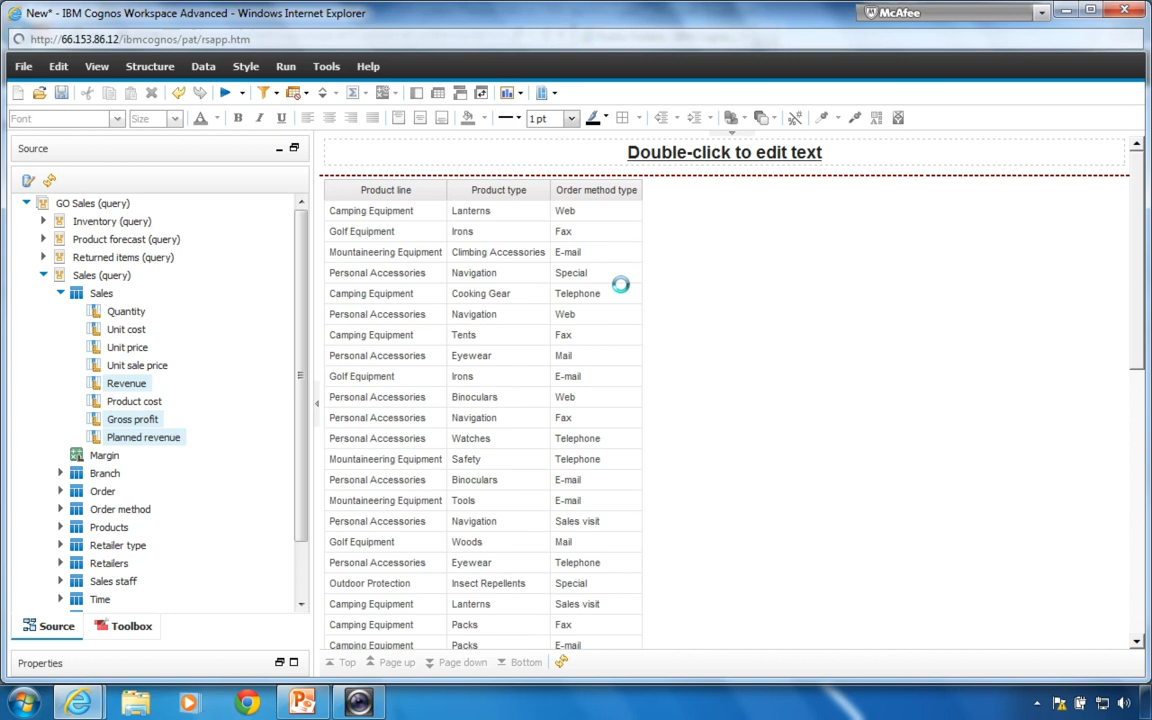 New* - IBM Cognos Workspace Advanced - Windows Internet Explorer
McAfee
http://66.153.86.12/ibmcognos/pat/rsapp.htm
File Edit View Structure Data Style Run Tools Help
Font Size 1 pt
Source
Double-click to edit text
GO Sales (query)
Inventory (query)
Product forecast (query)
Returned items (query)
Sales (query)
Sales
Quantity
Unit cost
Unit price
Unit sale price
Revenue
Product cost
Gross profit
Planned revenue
Margin
Branch
Order
Order method
Products
Retailer type
Retailers
Sales staff
Time
Source Toolbox
Properties
Product line Product type Order method type
Camping Equipment Lanterns Web
Golf Equipment Irons Fax
Mountaineering Equipment Climbing Accessories E-mail
Personal Accessories Navigation Special
Camping Equipment Cooking Gear Telephone
Personal Accessories Navigation Web
Camping Equipment Tents Fax
Personal Accessories Eyewear Mail
Golf Equipment Irons E-mail
Personal Accessories Binoculars Web
Personal Accessories Navigation Fax
Personal Accessories Watches Telephone
Mountaineering Equipment Safety Telephone
Personal Accessories Binoculars E-mail
Mountaineering Equipment Tools E-mail
Personal Accessories Navigation Sales visit
Golf Equipment Woods Mail
Personal Accessories Eyewear Telephone
Outdoor Protection Insect Repellents Special
Camping Equipment Lanterns Sales visit
Camping Equipment Packs Fax
Camping Equipment Packs E-mail
Top Page up Page down Bottom